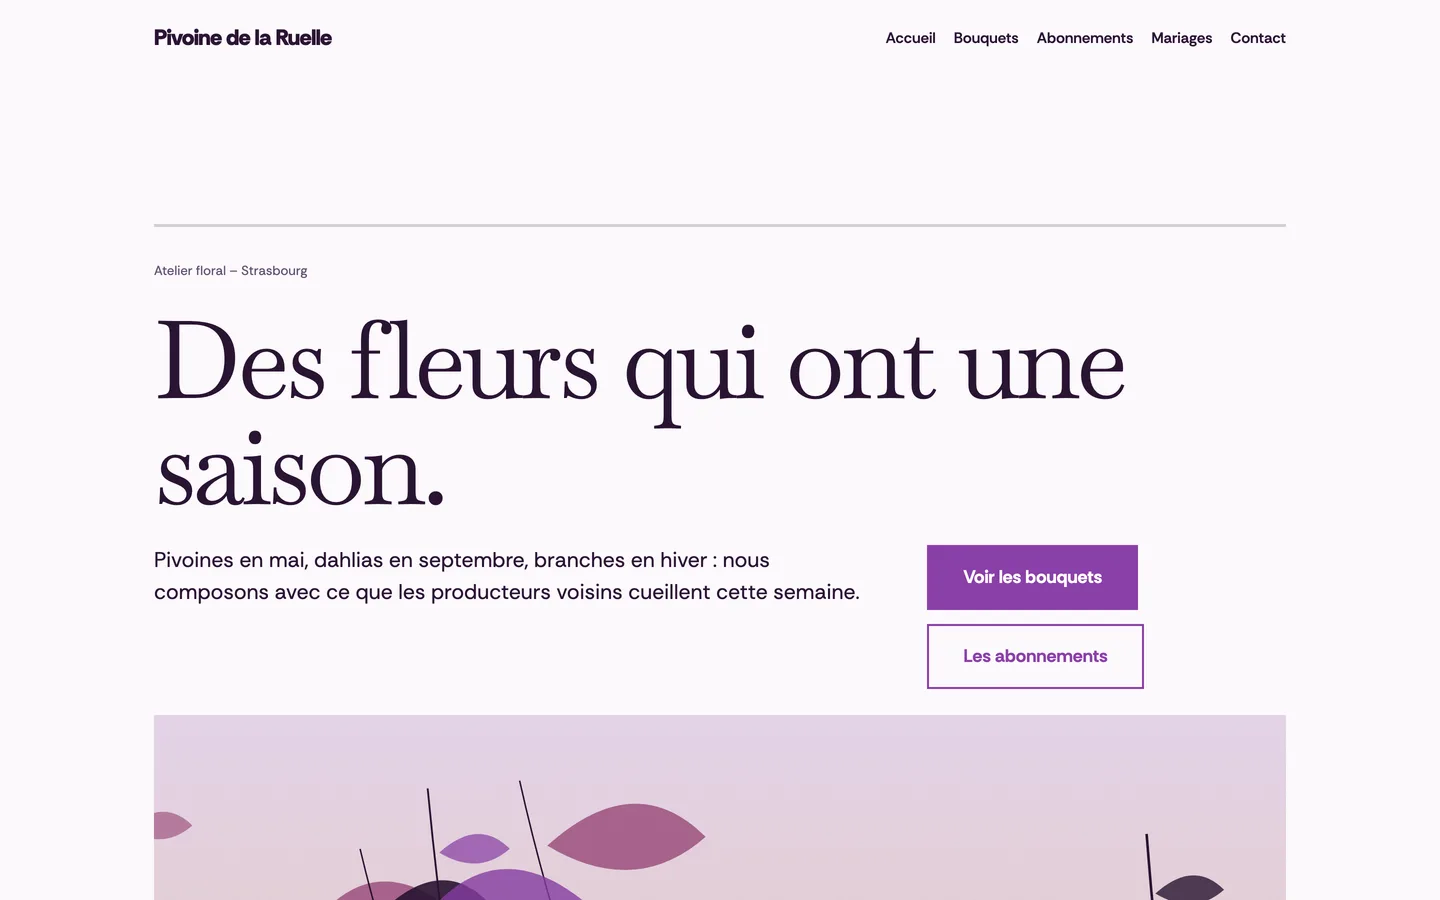 Pivoine de la Ruelle
Accueil Bouquets Abonnements Mariages Contact
Atelier floral – Strasbourg
Des fleurs qui ont une
saison.
Pivoines en mai, dahlias en septembre, branches en hiver : nous
composons avec ce que les producteurs voisins cueillent cette semaine.
Voir les bouquets
Les abonnements